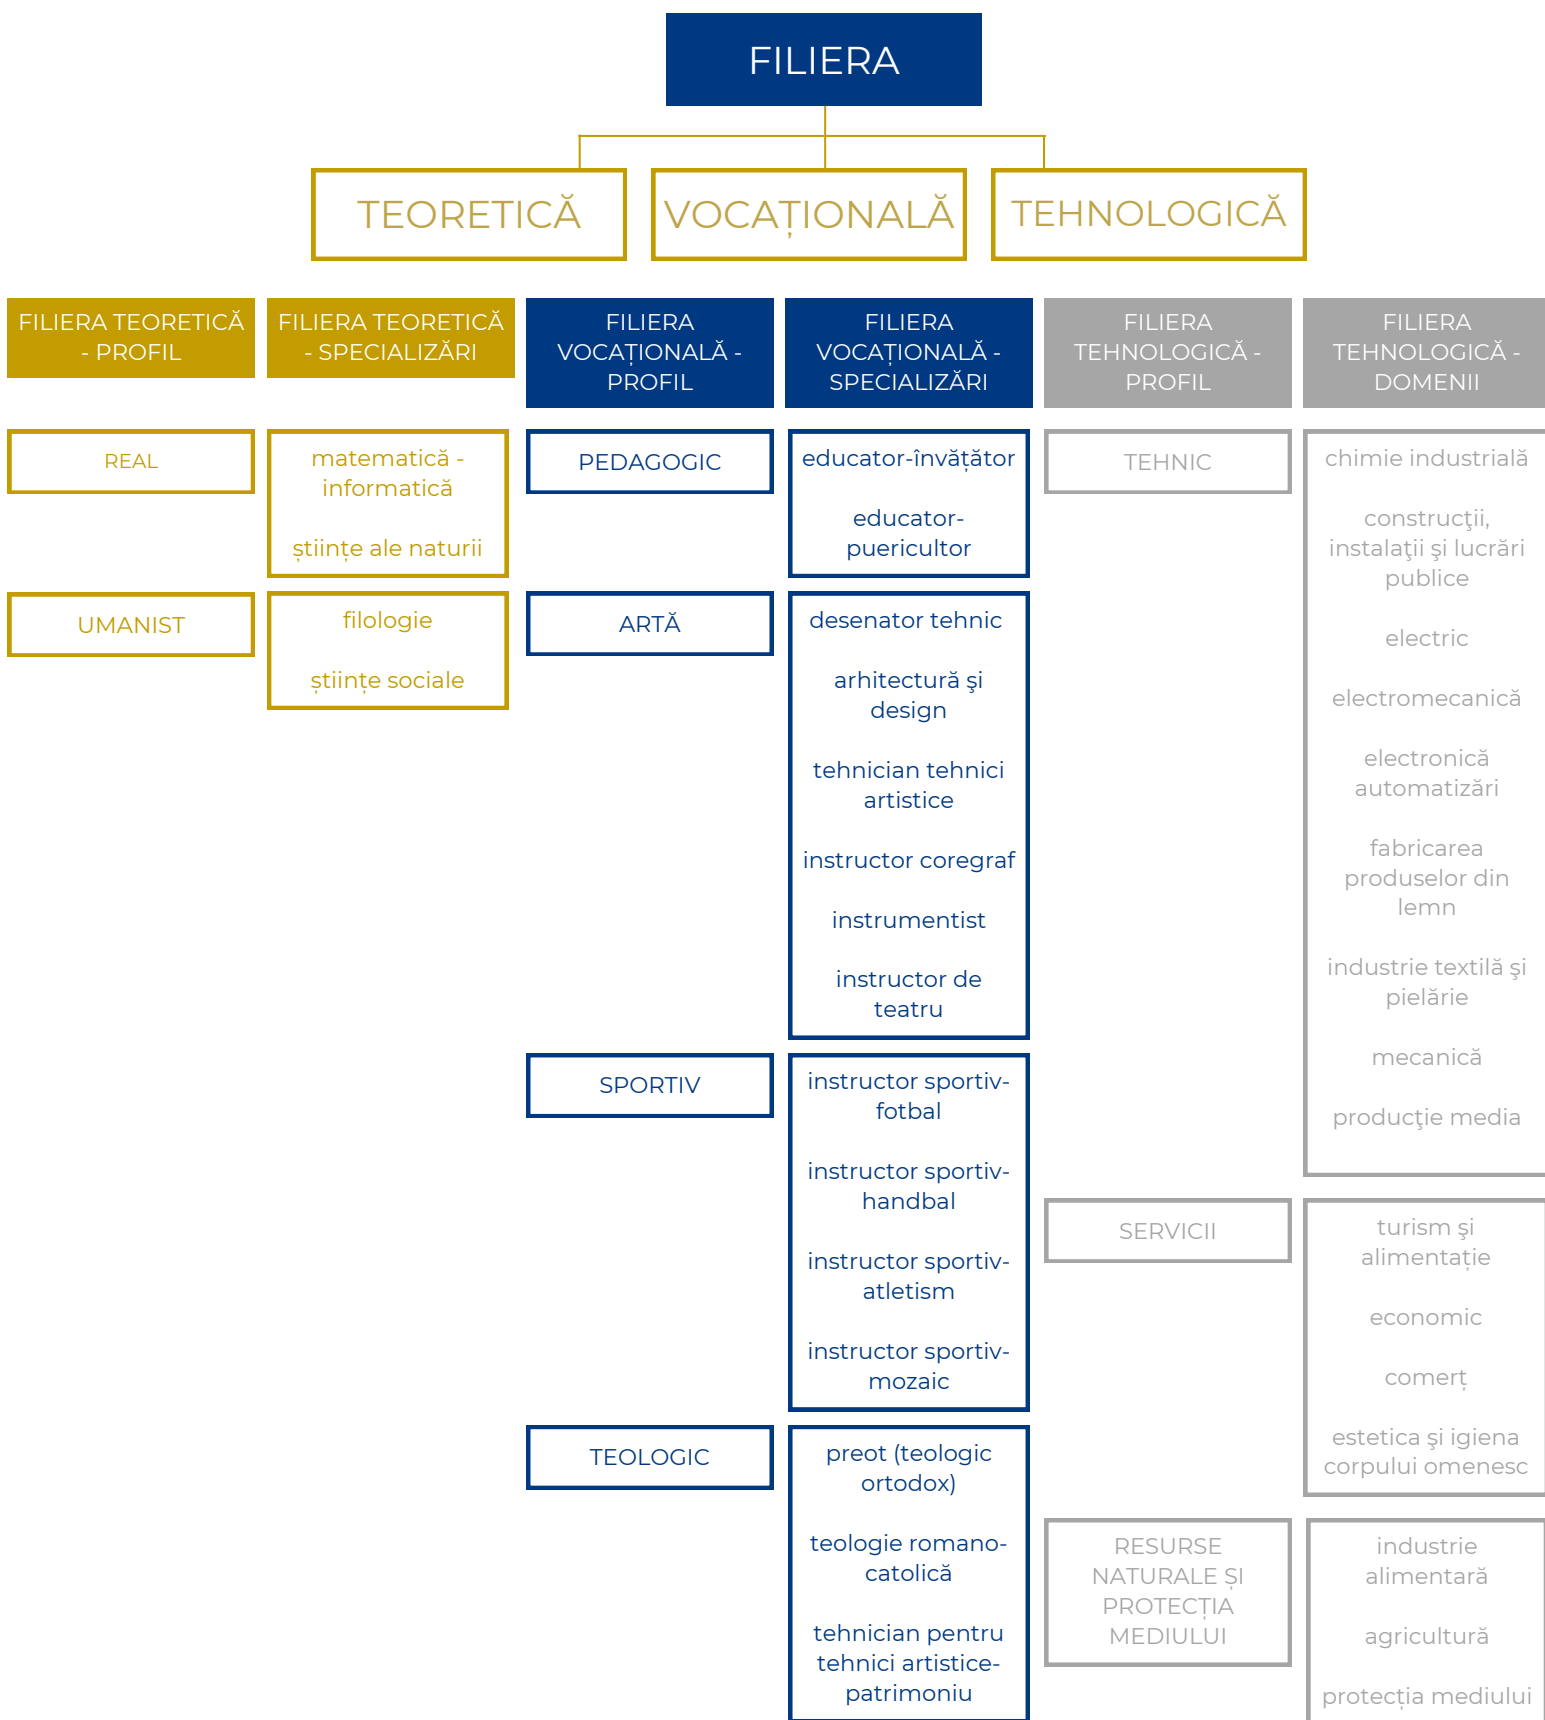 FILIERA
TEORETICĂ
VOCAȚIONALĂ
TEHNOLOGICĂ
FILIERA TEORETICĂ
- PROFIL
REAL
UMANIST
FILIERA TEORETICĂ
- SPECIALIZĂRI
matematică -
informatică
științe ale naturii
filologie
științe sociale
FILIERA
VOCAȚIONALĂ -
PROFIL
PEDAGOGIC
ARTĂ
SPORTIV
TEOLOGIC
FILIERA
VOCAȚIONALĂ -
SPECIALIZĂRI
educator-învățător
educator-
puericultor
desenator tehnic
arhitectură şi
design
tehnician tehnici
artistice
instructor coregraf
instrumentist
instructor de
teatru
instructor sportiv-
fotbal
instructor sportiv-
handbal
instructor sportiv-
atletism
instructor sportiv-
mozaic
preot (teologic
ortodox)
teologie romano-
catolică
tehnician pentru
tehnici artistice-
patrimoniu
FILIERA
TEHNOLOGICĂ -
PROFIL
TEHNIC
SERVICII
RESURSE
NATURALE ȘI
PROTECȚIA
MEDIULUI
FILIERA
TEHNOLOGICĂ -
DOMENII
chimie industrială
construcţii,
instalaţii şi lucrări
publice
electric
electromecanică
electronică
automatizări
fabricarea
produselor din
lemn
industrie textilă şi
pielărie
mecanică
producţie media
turism şi
alimentație
economic
comerț
estetica şi igiena
corpului omenesc
industrie
alimentară
agricultură
protecția mediului